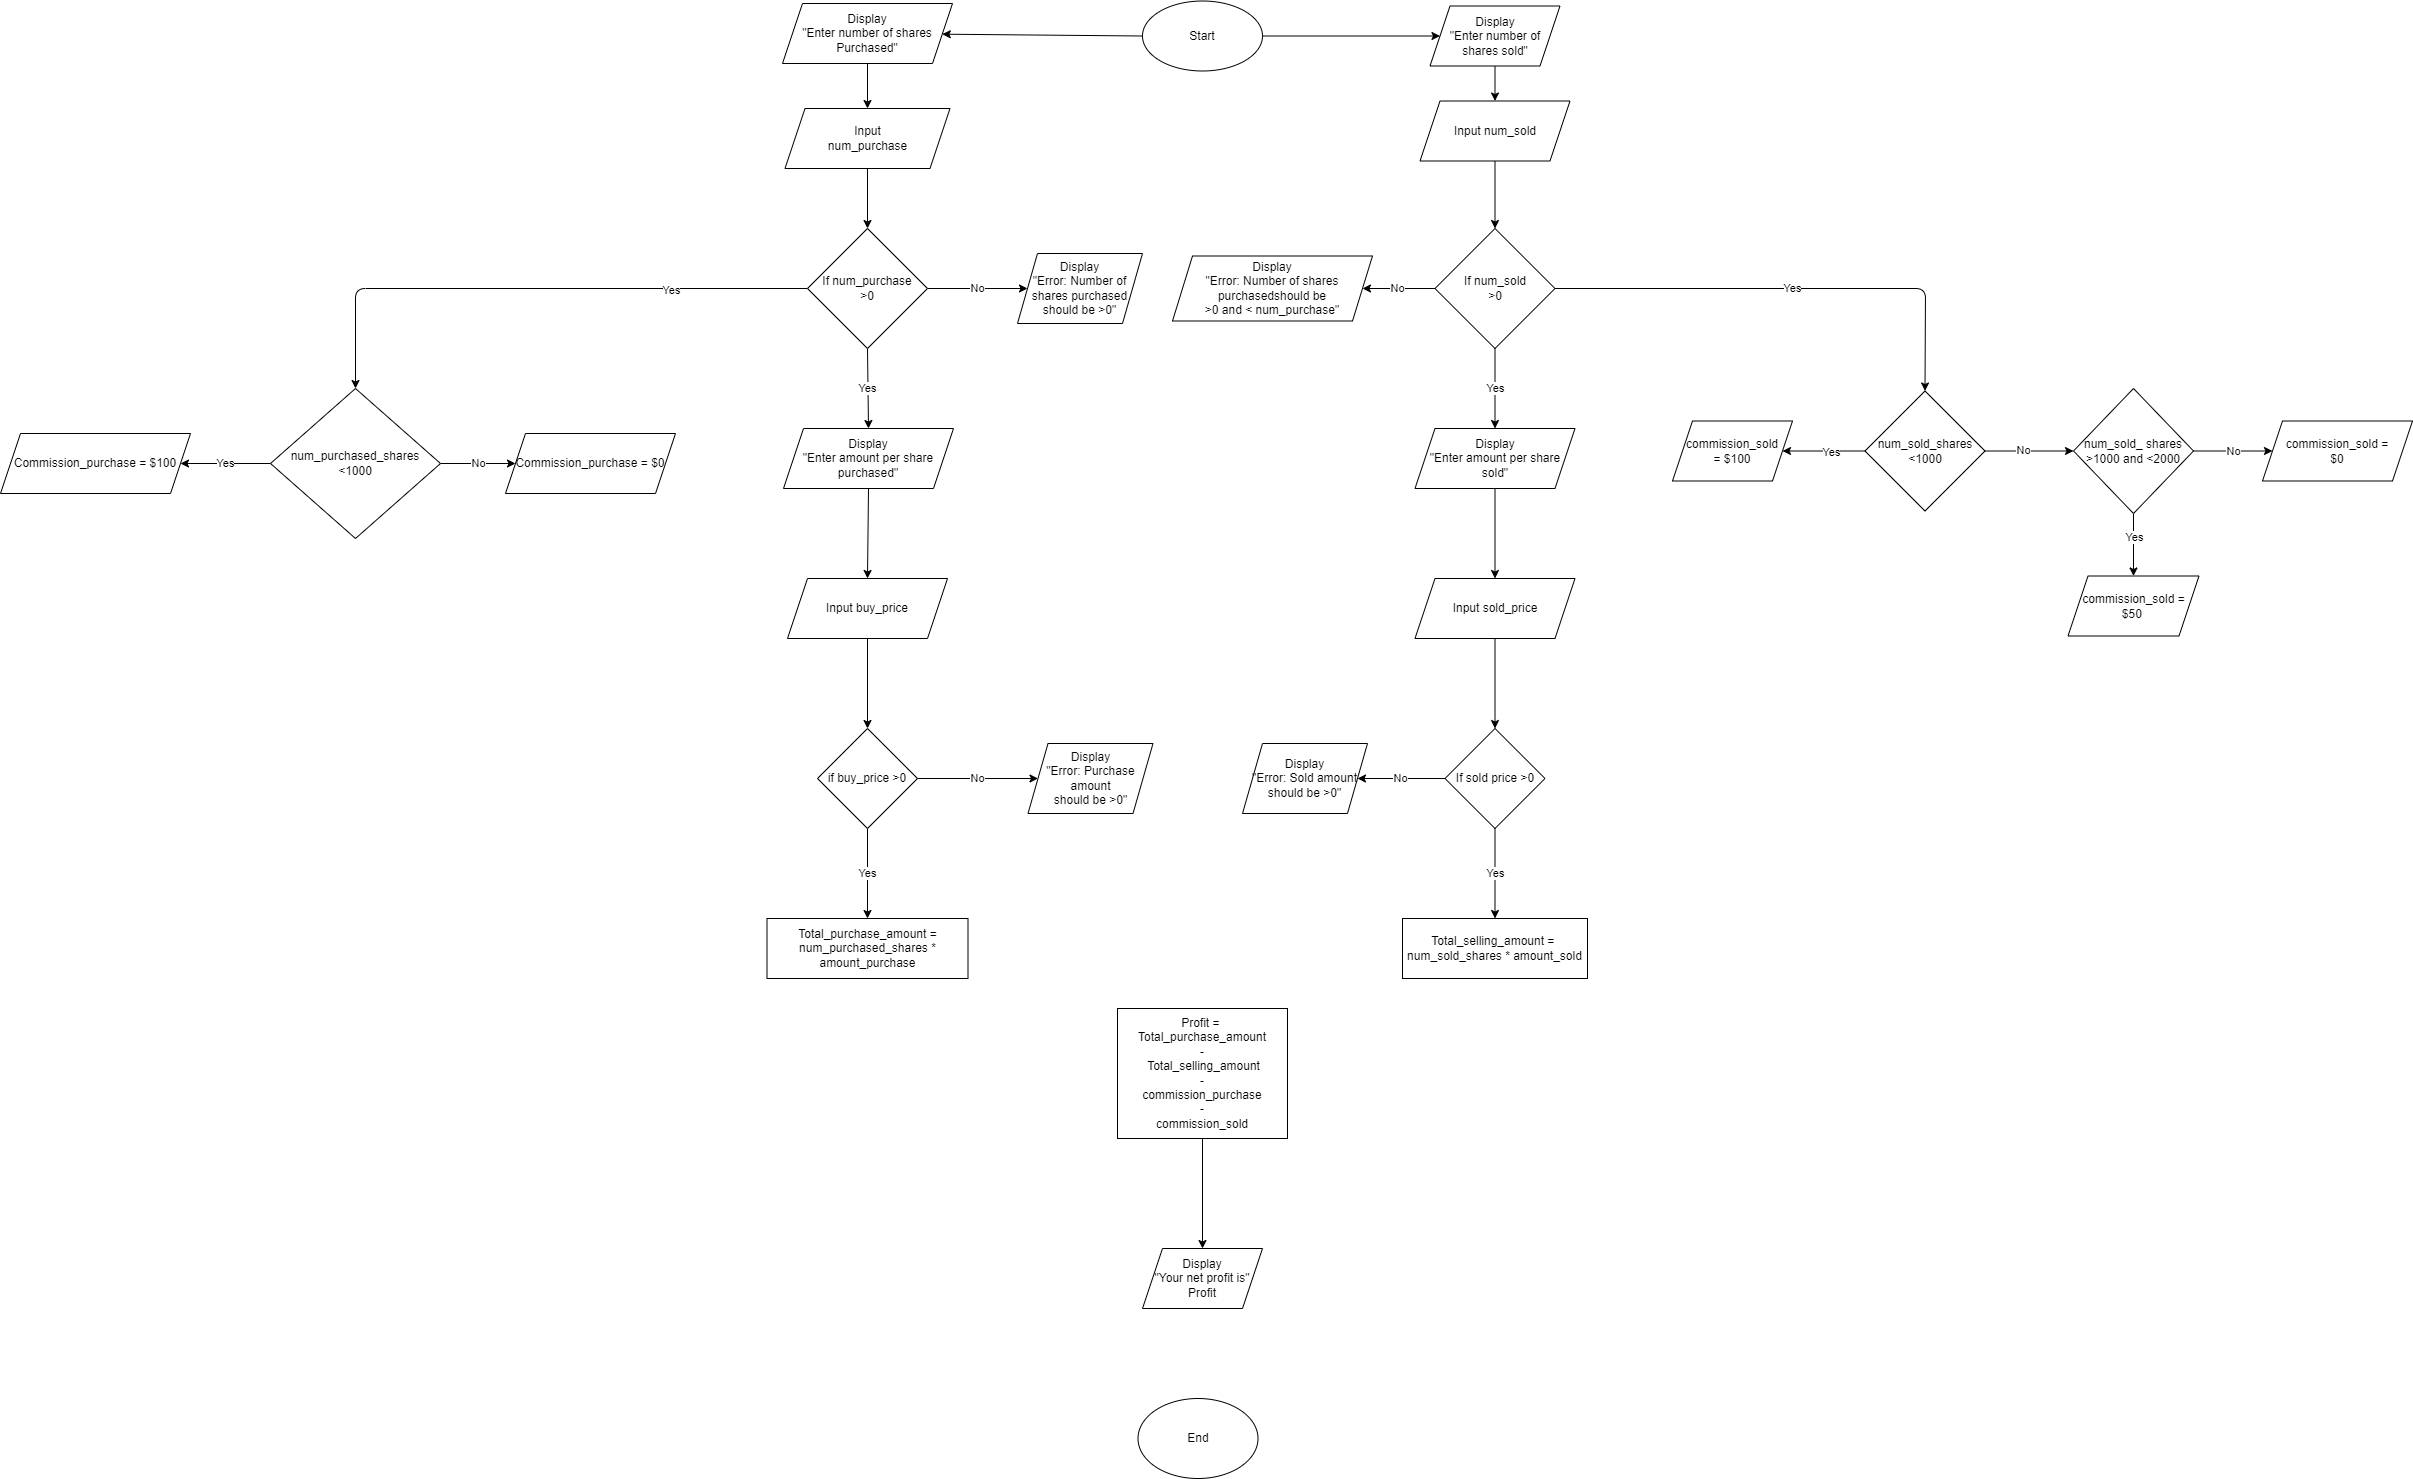 Display
"Enter number of shares
Purchased"
Start
Display
"Enter number of
shares sold"
Input
num_purchase
Input num_sold
If num_purchase
>0
No
Display
"Error: Number of
shares purchased
should be >0"
Yes
Display
"Error: Number of shares
purchasedshould be
>0 and < num_purchase"
No
If num_sold
>0
Yes
Yes
Yes
Commission_purchase = $100
Yes
num_purchased_shares
<1000
No
Commission_purchase = $0
Display
"Enter amount per share
purchased"
Display
"Enter amount per share
sold"
commission_sold
= $100
Yes
num_sold_shares
<1000
No
num_sold_ shares
>1000 and <2000
No
commission_sold =
$0
Yes
commission_sold =
$50
Input buy_price
Input sold_price
if buy_price >0
No
Display
"Error: Purchase
amount
should be >0"
Display
"Error: Sold amount
should be >0"
No
If sold price >0
Yes
Yes
Total_purchase_amount =
num_purchased_shares *
amount_purchase
Total_selling_amount =
num_sold_shares * amount_sold
Profit =
Total_purchase_amount
-
Total_selling_amount
-
commission_purchase
-
commission_sold
Display
"Your net profit is"
Profit
End